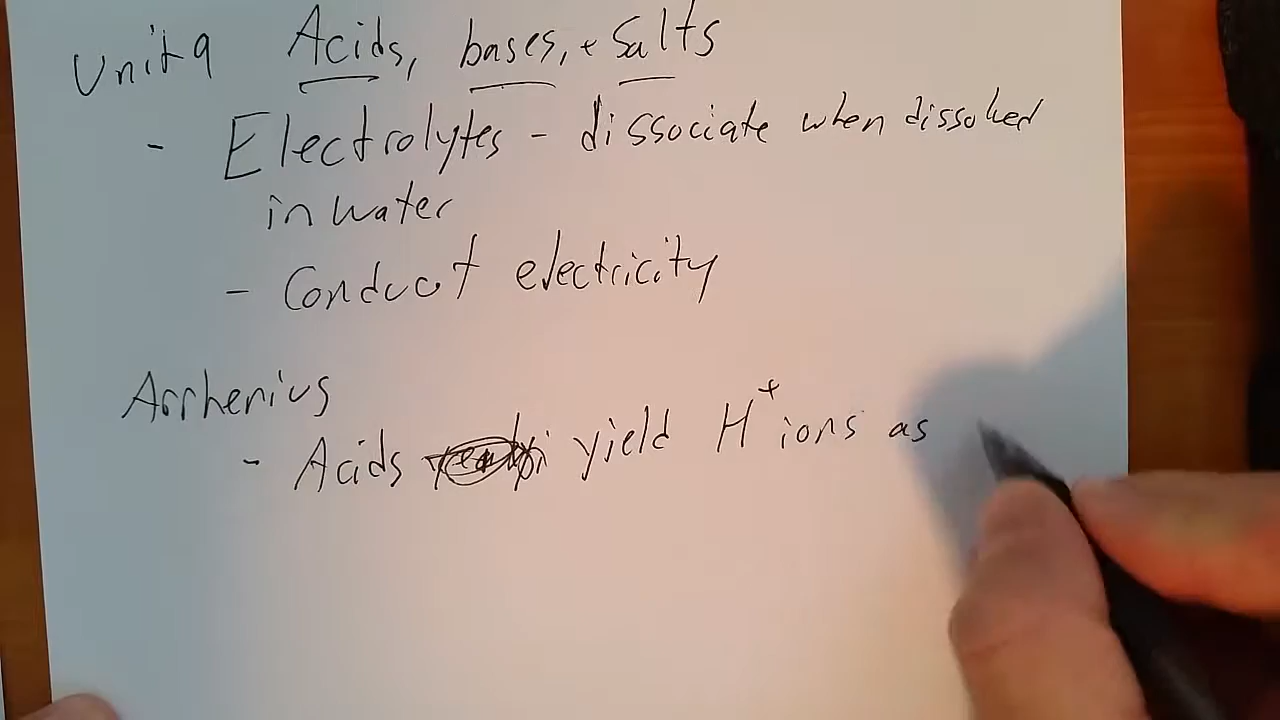 Unit 9 Acids, bases, + Salts
- Electrolytes - dissociate when dissolved
in water
- Conduct electricity
Arrhenius
- Acids yield H+ ions as